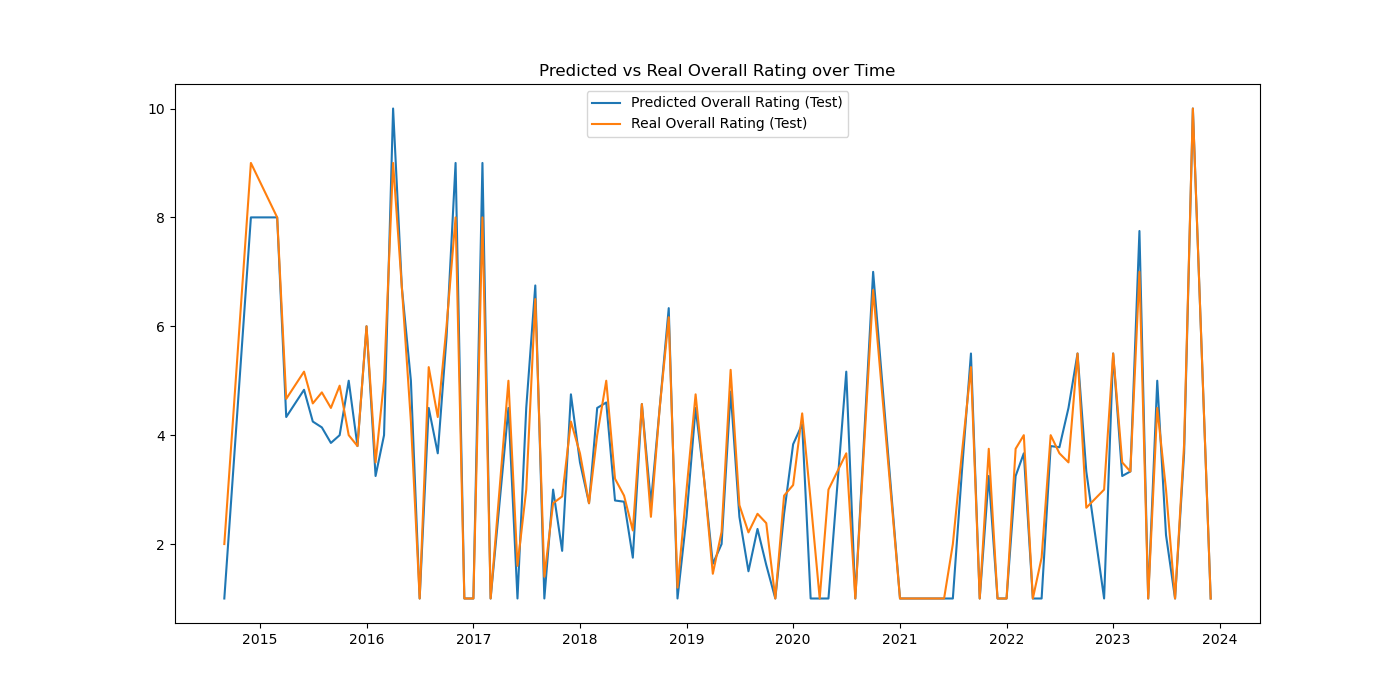 Predicted vs Real Overall Rating over Time
Predicted Overall Rating (Test)
Real Overall Rating (Test)
10
8
6
4
2
2015 2016 2017 2018 2019 2020 2021 2022 2023 2024